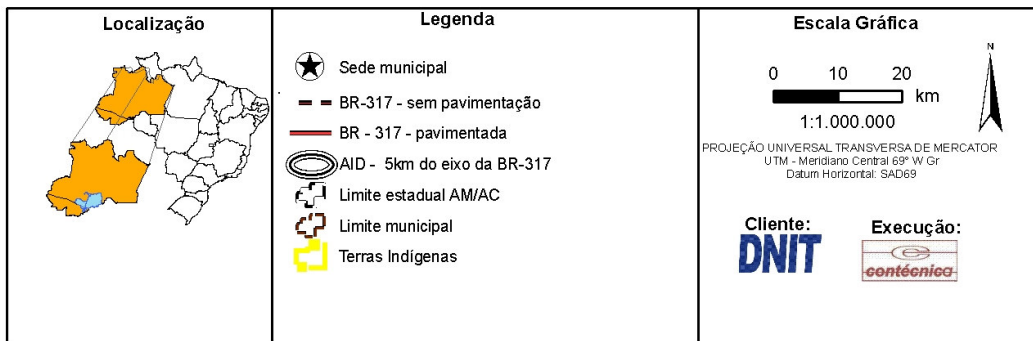 Localização
Legenda
Sede municipal
BR-317 - sem pavimentação
BR - 317 - pavimentada
AID - 5km do eixo da BR-317
Limite estadual AM/AC
Limite municipal
Terras Indígenas
Escala Gráfica
N
0 10 20
km
1:1.000.000
PROJEÇÃO UNIVERSAL TRANSVERSA DE MERCATOR
UTM - Meridiano Central 69° W Gr
Datum Horizontal: SAD69
Cliente:
DNIT
Execução:
contécnica